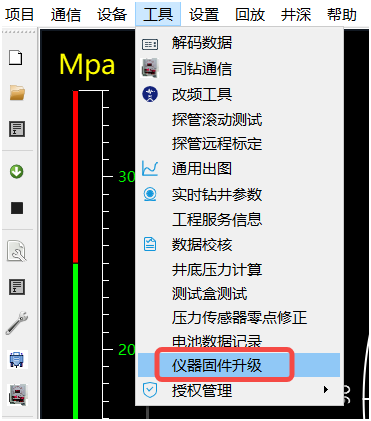 项目 通信 设备 工具 设置 回放 井深 帮助
Mpa
解码数据
司钻通信
改频工具
探管滚动测试
探管远程标定
通用出图
30
实时钻井参数
工程服务信息
数据校核
井底压力计算
测试盒测试
压力传感器零点修正
电池数据记录
20
仪器固件升级
授权管理